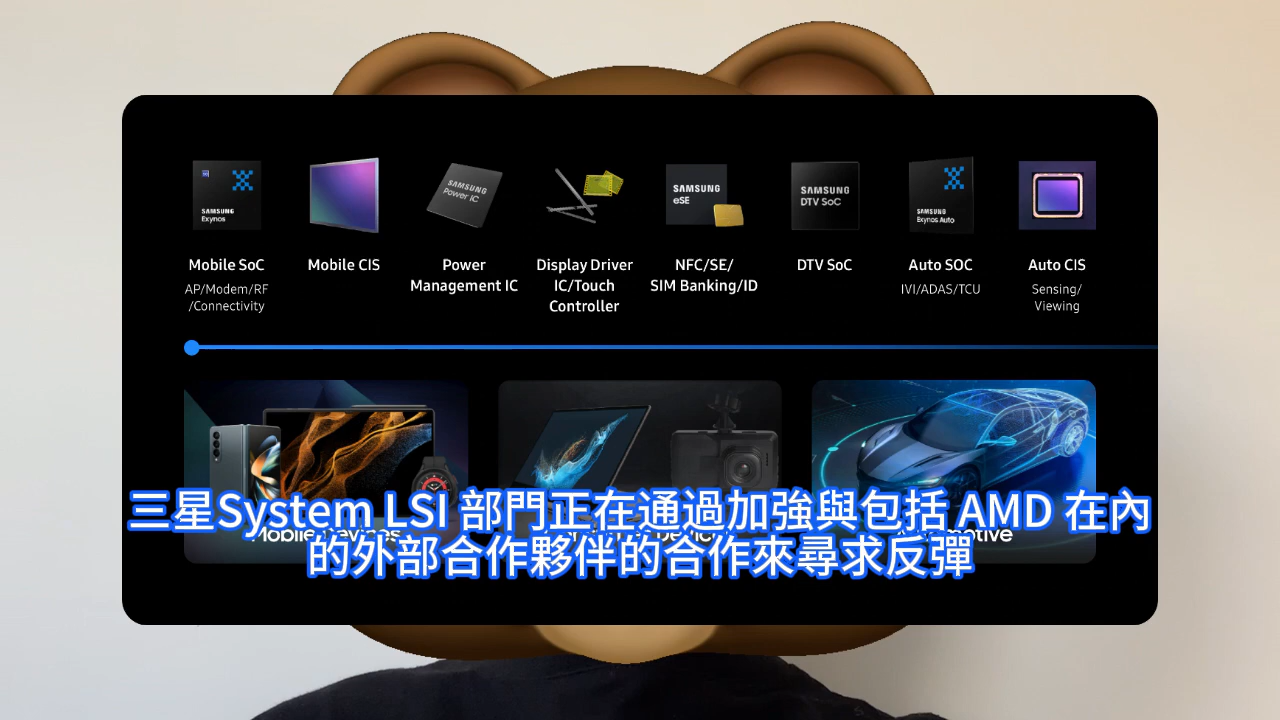 SAMSUNG
Exynos
SAMSUNG
Power IC
SAMSUNG
eSE
SAMSUNG
DTV SoC
SAMSUNG
Exynos Auto
Mobile SoC
AP/Modem/RF
/Connectivity
Mobile CIS
Power
Management IC
Display Driver
IC/Touch
Controller
NFC/SE/
SIM Banking/ID
DTV SoC
Auto SOC
IVI/ADAS/TCU
Auto CIS
Sensing/
Viewing
三星System LSI 部門正在通過加強與包括 AMD 在內
的外部合作夥伴的合作來尋求反彈
Mobile Devices